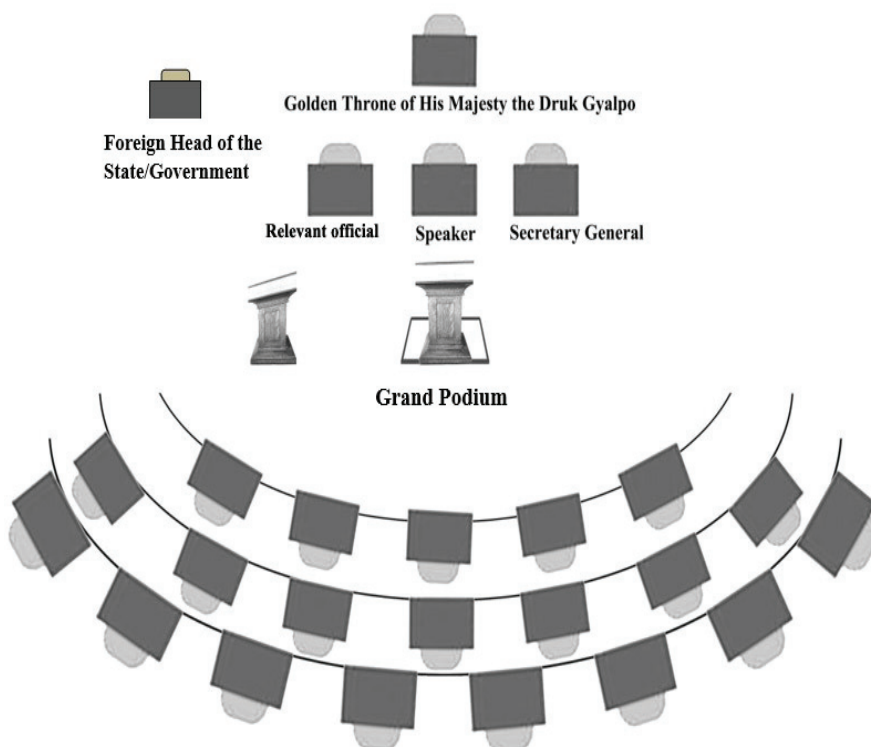 Golden Throne of His Majesty the Druk Gyalpo
Foreign Head of the
State/Government
Relevant official
Speaker
Secretary General
Grand Podium